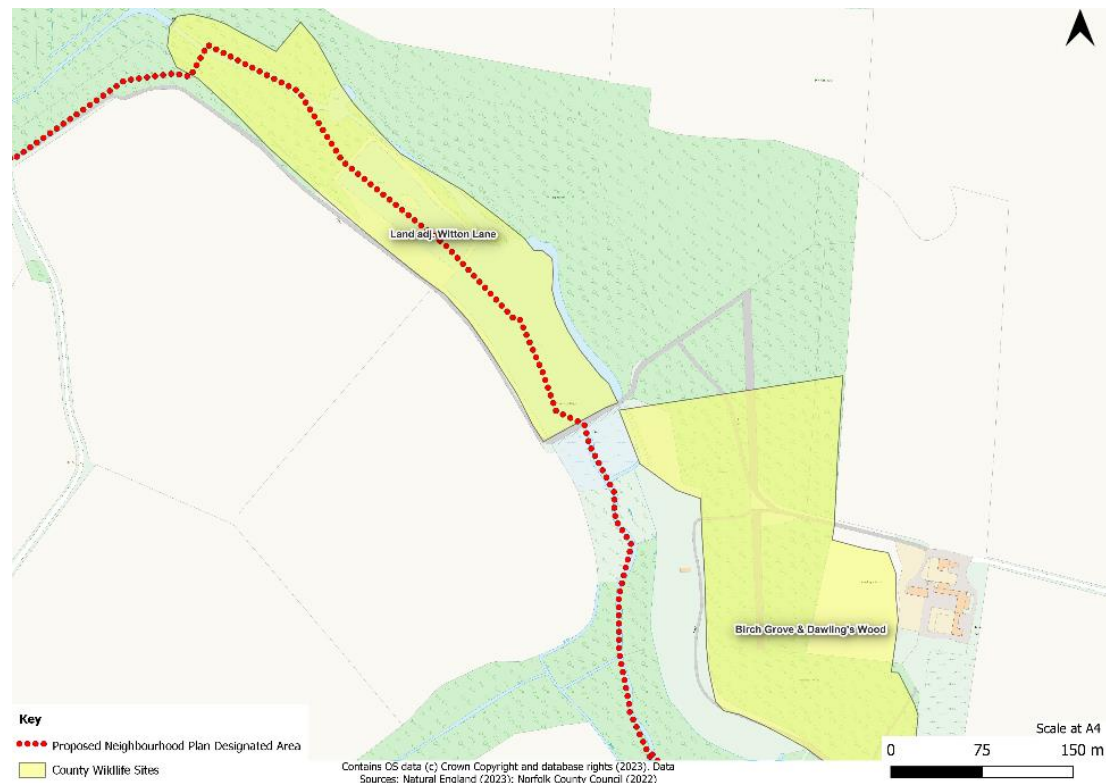 Land adj. Witton Lane
Birch Grove & Dawling's Wood
Key
Proposed Neighbourhood Plan Designated Area
County Wildlife Sites
Contains OS data (c) Crown Copyright and database rights (2023). Data
Sources: Natural England (2023); Norfolk County Council (2022)
Scale at A4
0 75 150 m